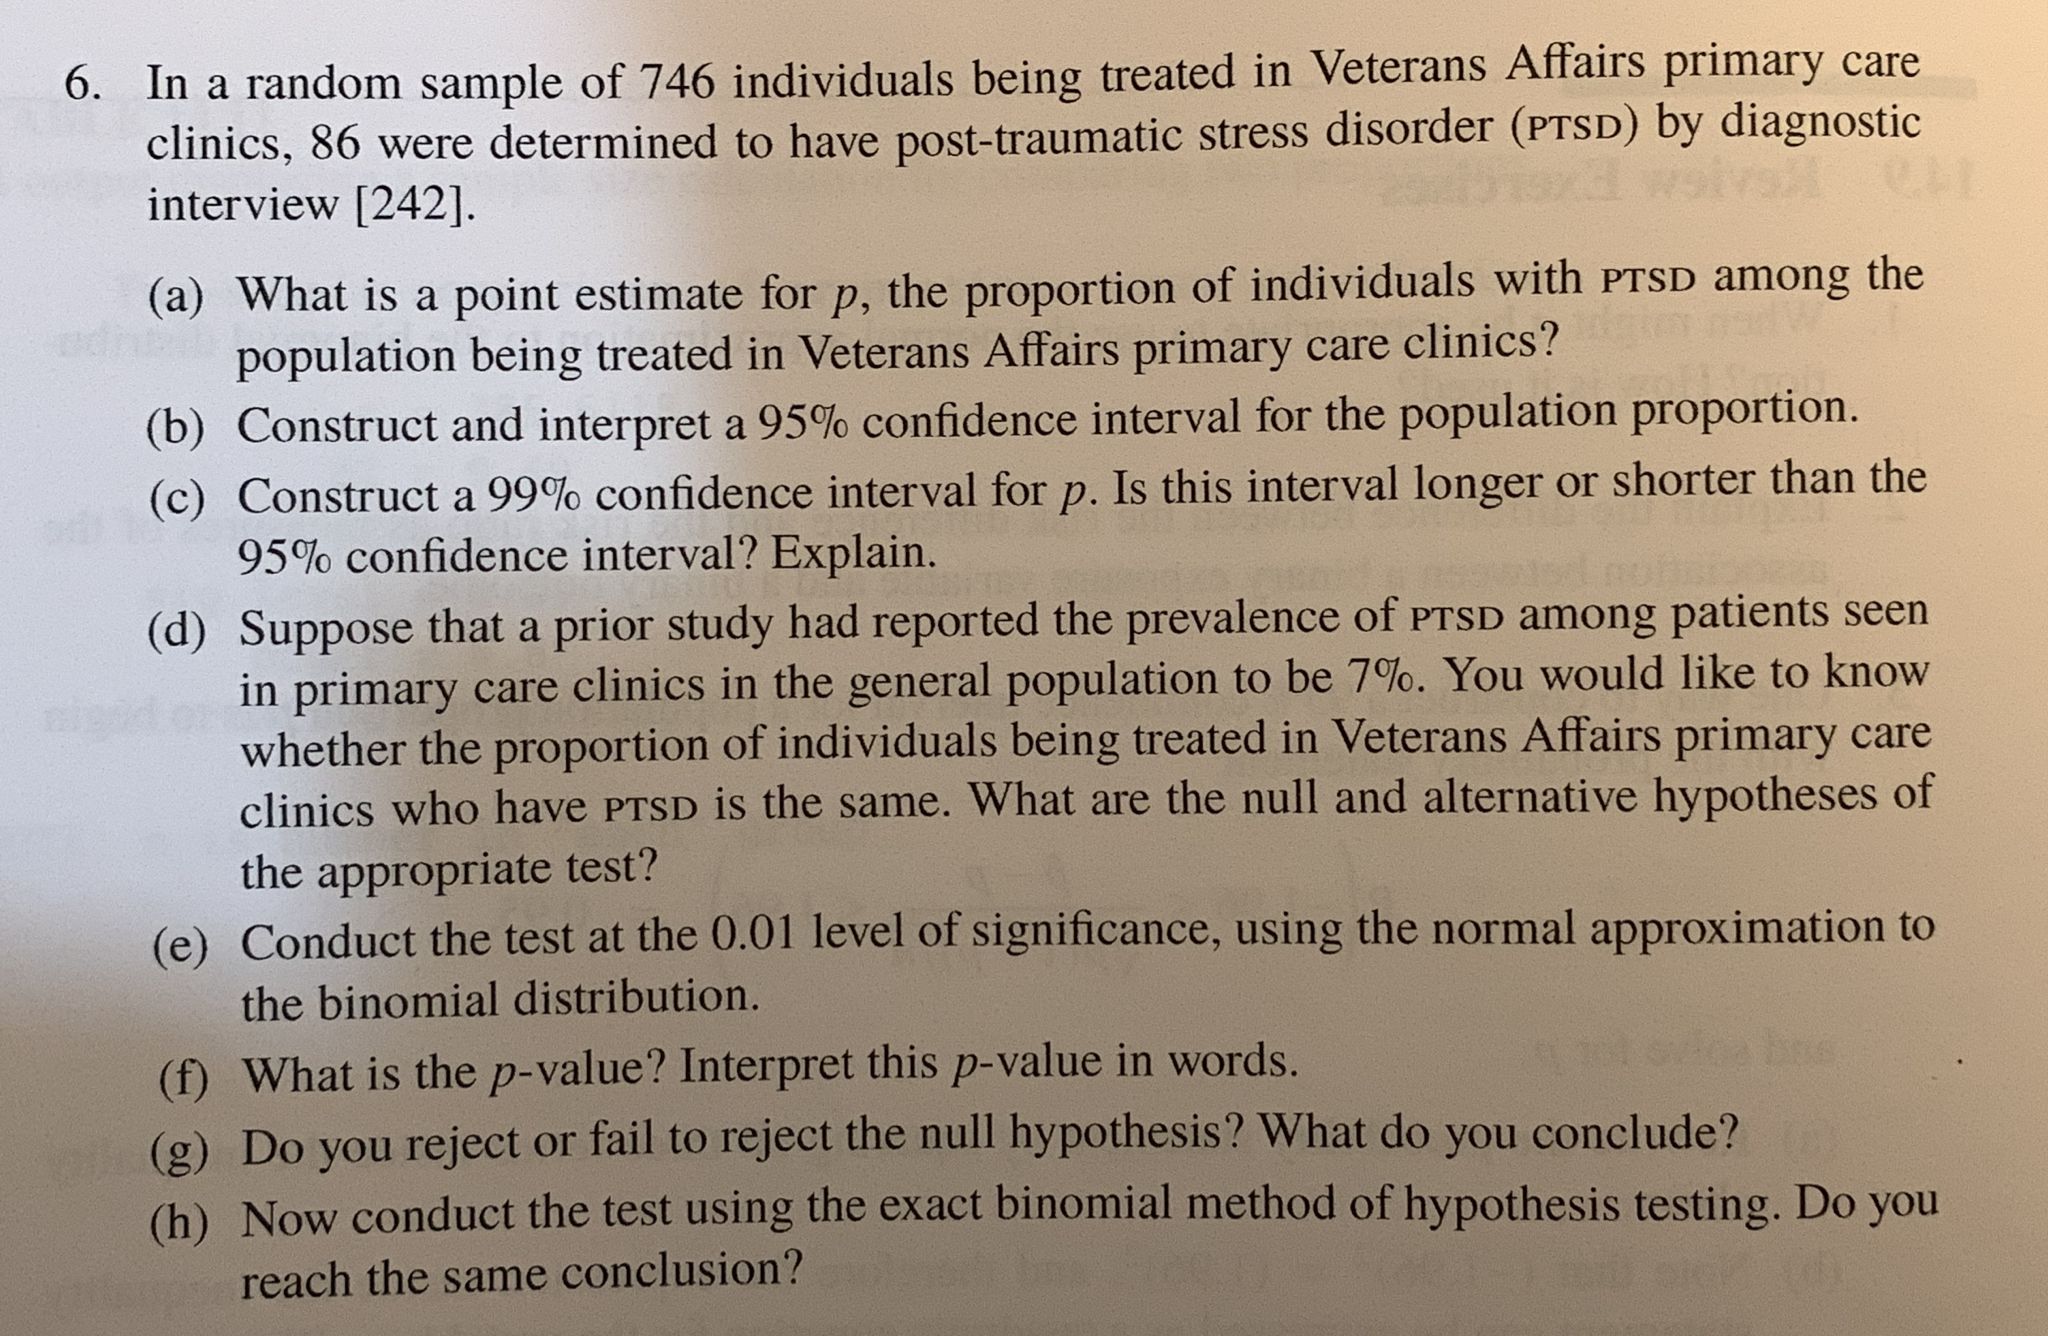 6. In a random sample of 746 individuals being treated in Veterans Affairs primary care
clinics, 86 were determined to have post-traumatic stress disorder (PTSD) by diagnostic
interview [242].
(a) What is a point estimate for p, the proportion of individuals with PTSD among the
population being treated in Veterans Affairs primary care clinics?
(b) Construct and interpret a 95% confidence interval for the population proportion.
(c) Construct a 99% confidence interval for p. Is this interval longer or shorter than the
95% confidence interval? Explain.
(d) Suppose that a prior study had reported the prevalence of PTSD among patients seen
in primary care clinics in the general population to be 7%. You would like to know
whether the proportion of individuals being treated in Veterans Affairs primary care
clinics who have PTSD is the same. What are the null and alternative hypotheses of
the appropriate test?
(e) Conduct the test at the 0.01 level of significance, using the normal approximation to
the binomial distribution.
(f) What is the p-value? Interpret this p-value in words.
(g) Do you reject or fail to reject the null hypothesis? What do you conclude?
(h) Now conduct the test using the exact binomial method of hypothesis testing. Do you
reach the same conclusion?